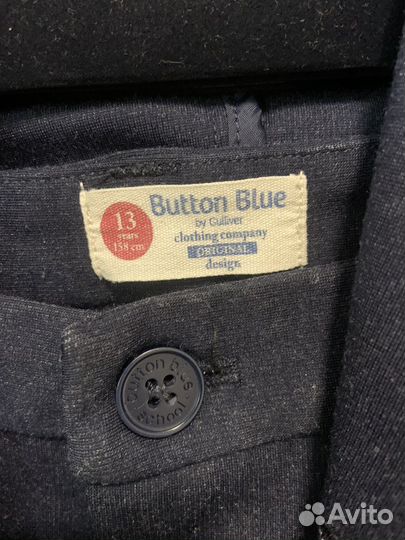 13
years
158 cm
Button Blue
by Gulliver
clothing company
ORIGINAL
design.
button blue
school
Avito